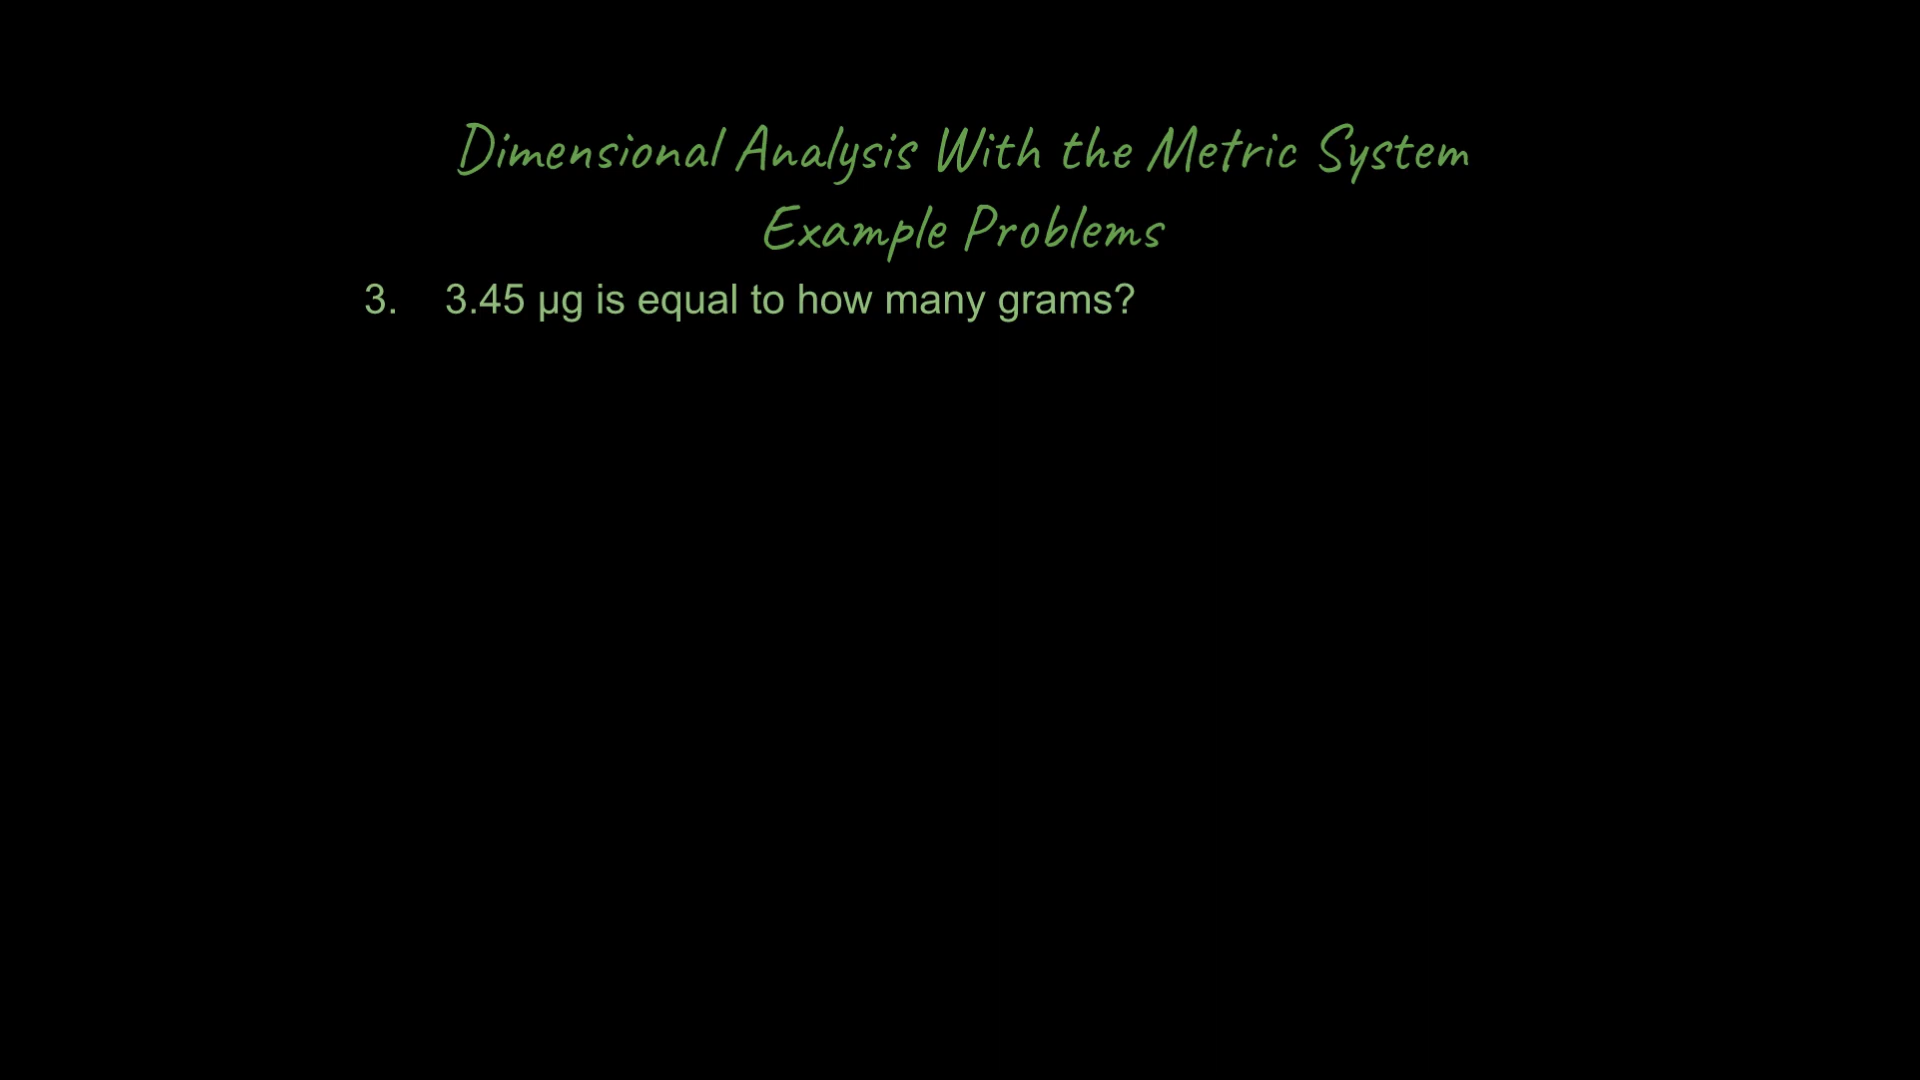 Dimensional Analysis With the Metric System
Example Problems
3. 3.45 µg is equal to how many grams?